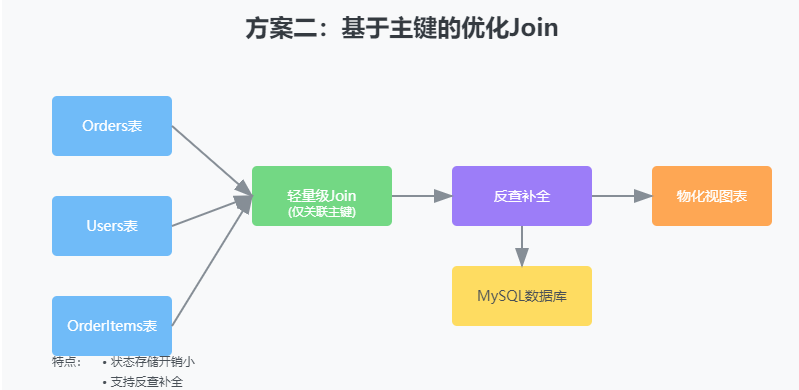 方案二：基于主键的优化Join
Orders表
Users表
OrderItems表
轻量级Join
(仅关联主键)
反查补全
物化视图表
MySQL数据库
特点： • 状态存储开销小
• 支持反查补全